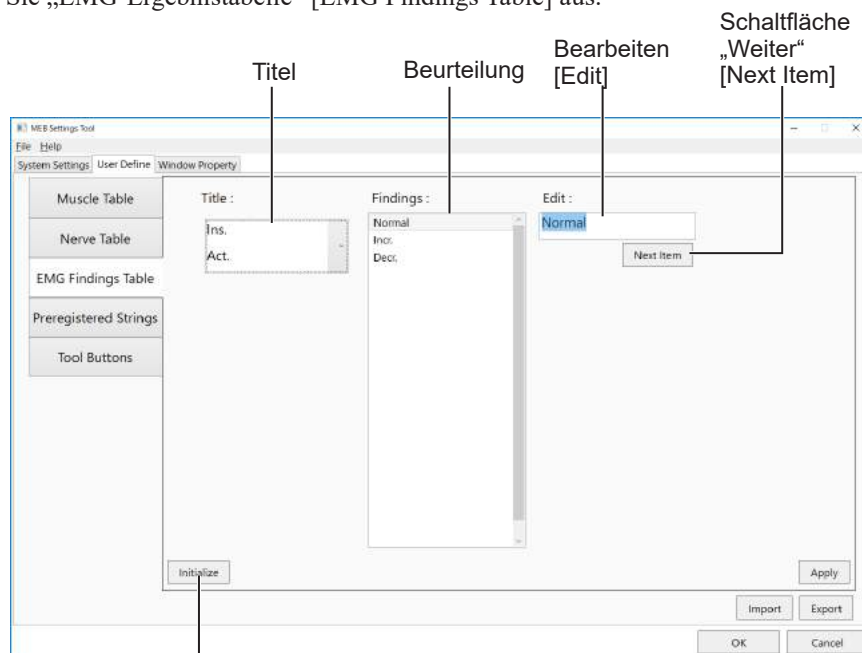 Sie „EMG-Ergebnistabelle“ [EMG Findings Table] aus.
Titel
Beurteilung
Bearbeiten
[Edit]
Schaltfläche
„Weiter“
[Next Item]
MEB Settings Tool
File Help
System Settings User Define Window Property
Muscle Table
Nerve Table
EMG Findings Table
Preregistered Strings
Tool Buttons
Title :
Ins.
Act.
Findings :
Normal
Incr.
Decr.
Edit :
Normal
Next Item
Initialize
Apply
Import Export
OK Cancel